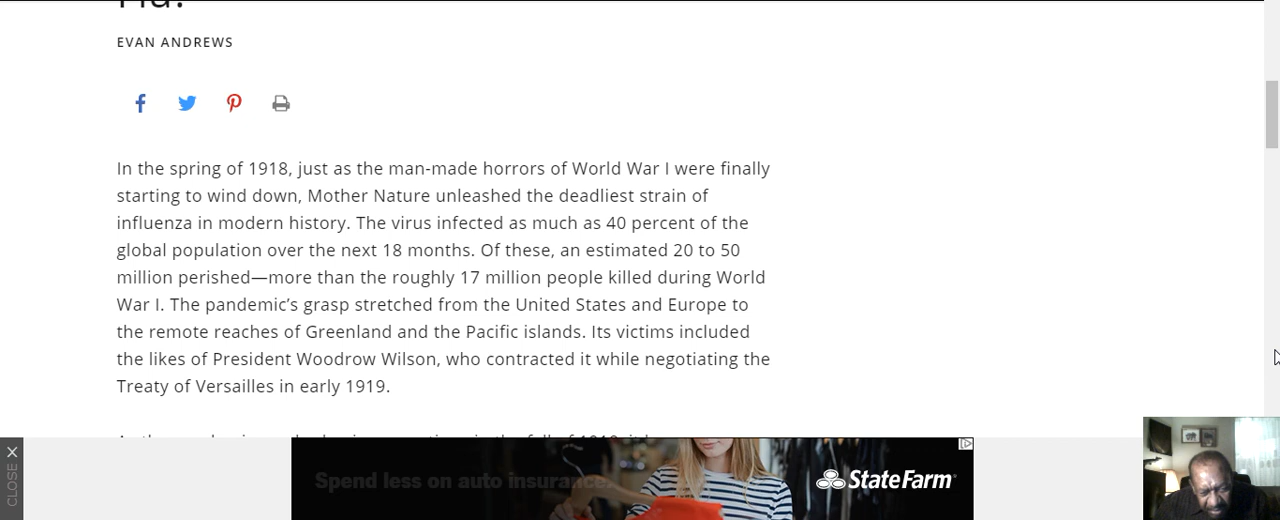 EVAN ANDREWS
In the spring of 1918, just as the man-made horrors of World War I were finally
starting to wind down, Mother Nature unleashed the deadliest strain of
influenza in modern history. The virus infected as much as 40 percent of the
global population over the next 18 months. Of these, an estimated 20 to 50
million perished—more than the roughly 17 million people killed during World
War I. The pandemic’s grasp stretched from the United States and Europe to
the remote reaches of Greenland and the Pacific islands. Its victims included
the likes of President Woodrow Wilson, who contracted it while negotiating the
Treaty of Versailles in early 1919.
CLOSE X
Spend less on auto insurance.
StateFarm®